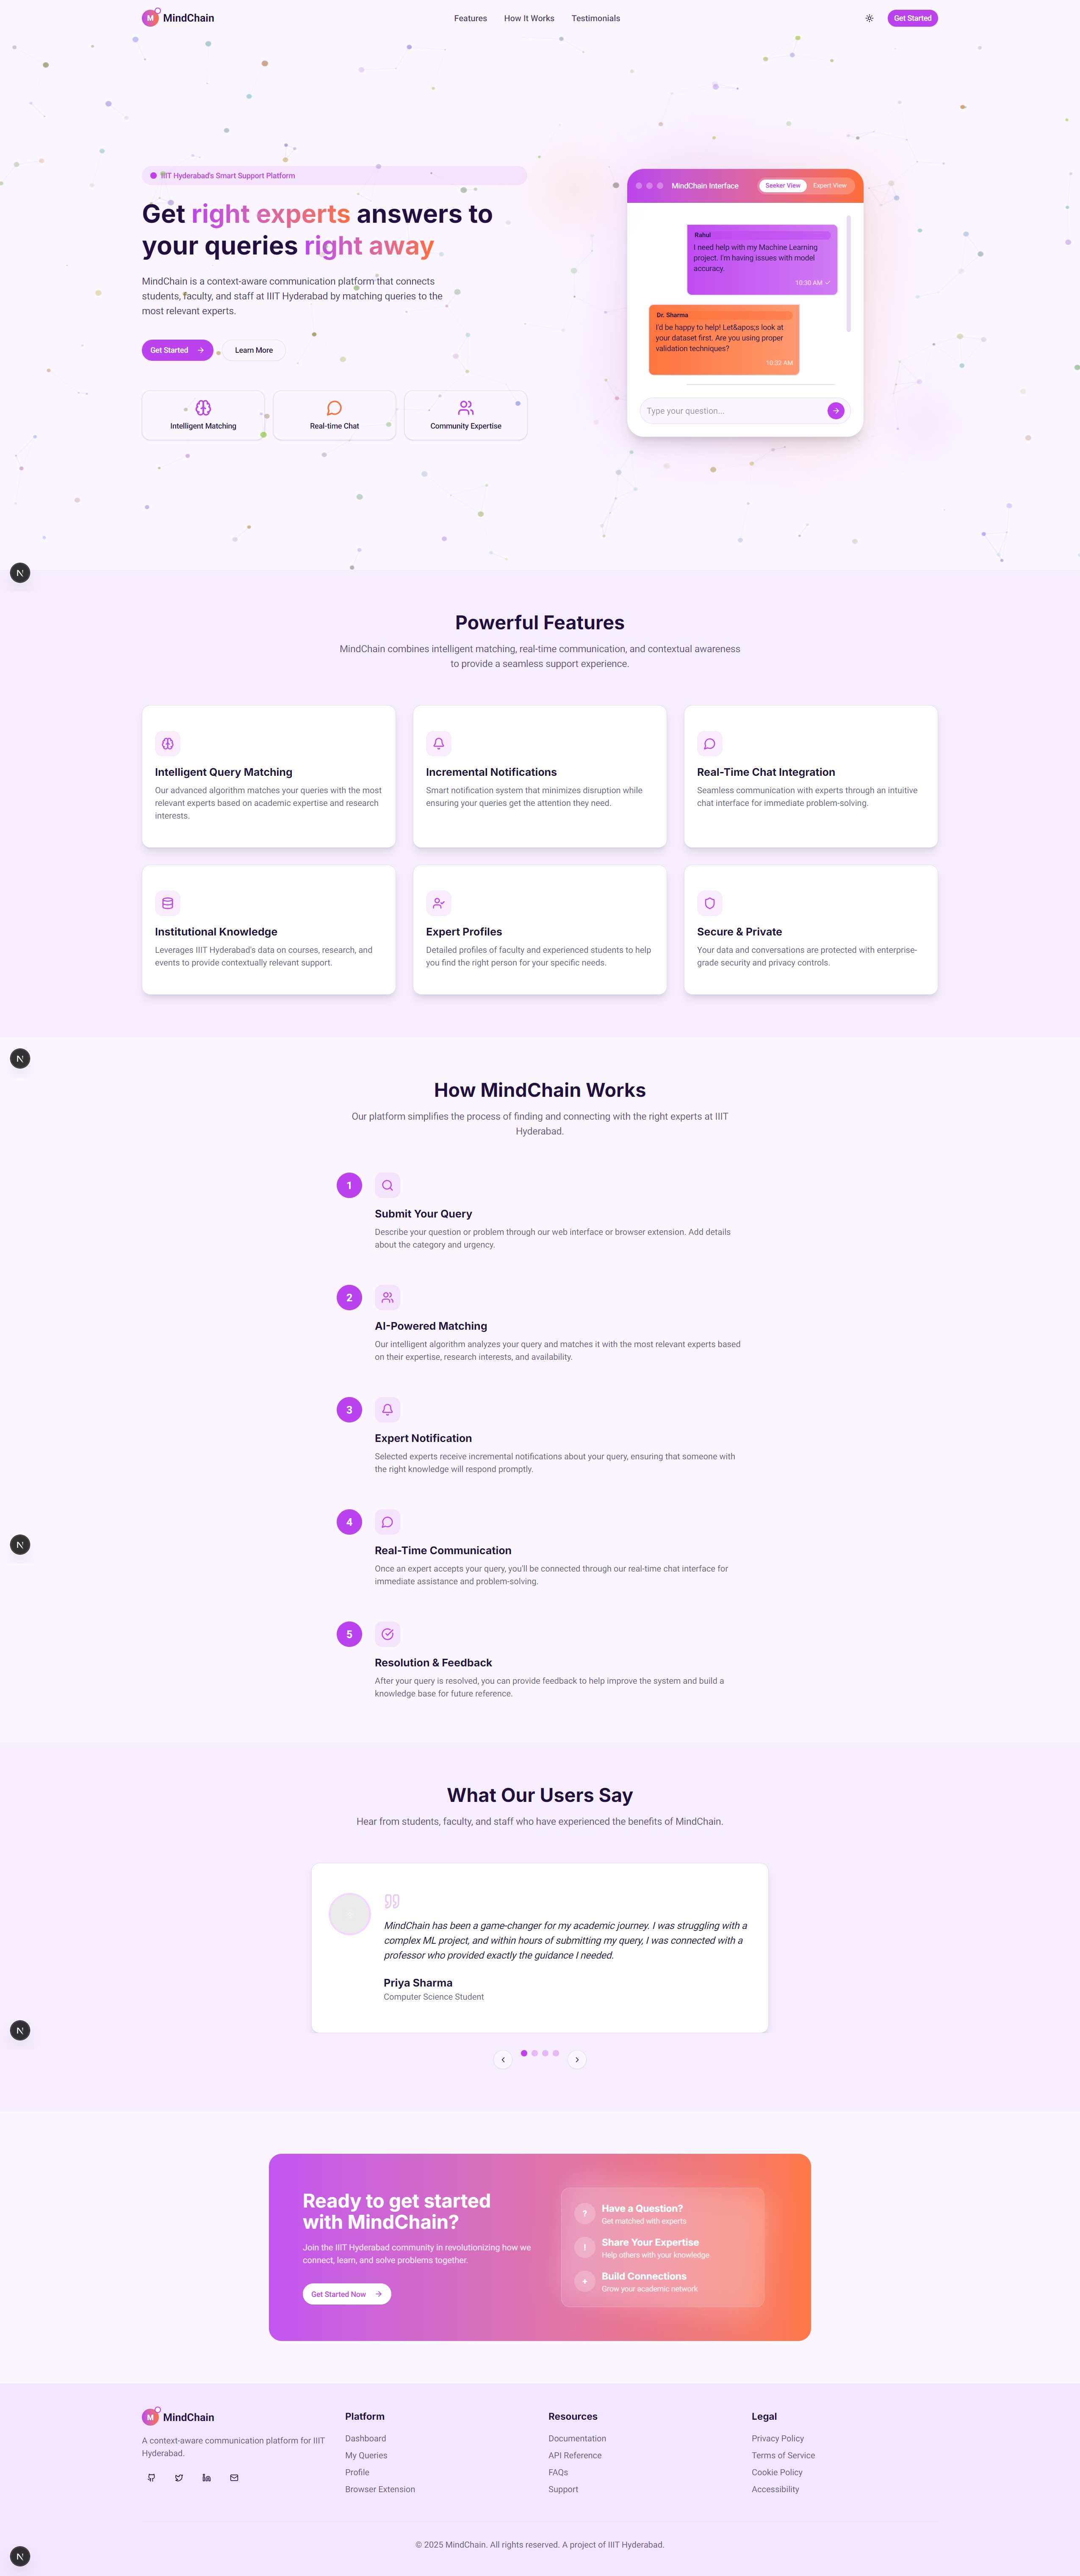 M MindChain
Features How It Works Testimonials
Get Started
IIIT Hyderabad's Smart Support Platform
Get right experts answers to
your queries right away
MindChain is a context-aware communication platform that connects
students, faculty, and staff at IIIT Hyderabad by matching queries to the
most relevant experts.
Get Started
Learn More
Intelligent Matching
Real-time Chat
Community Expertise
MindChain Interface
Seeker View
Expert View
Rahul
I need help with my Machine Learning
project. I'm having issues with model
accuracy.
10:30 AM
Dr. Sharma
I'd be happy to help! Let&apos;s look at
your dataset first. Are you using proper
validation techniques?
10:32 AM
Type your question...
N
Powerful Features
MindChain combines intelligent matching, real-time communication, and contextual awareness
to provide a seamless support experience.
Intelligent Query Matching
Our advanced algorithm matches your queries with the most
relevant experts based on academic expertise and research
interests.
Incremental Notifications
Smart notification system that minimizes disruption while
ensuring your queries get the attention they need.
Real-Time Chat Integration
Seamless communication with experts through an intuitive
chat interface for immediate problem-solving.
Institutional Knowledge
Leverages IIIT Hyderabad's data on courses, research, and
events to provide contextually relevant support.
Expert Profiles
Detailed profiles of faculty and experienced students to help
you find the right person for your specific needs.
Secure & Private
Your data and conversations are protected with enterprise-
grade security and privacy controls.
N
How MindChain Works
Our platform simplifies the process of finding and connecting with the right experts at IIIT
Hyderabad.
1
Submit Your Query
Describe your question or problem through our web interface or browser extension. Add details
about the category and urgency.
2
AI-Powered Matching
Our intelligent algorithm analyzes your query and matches it with the most relevant experts based
on their expertise, research interests, and availability.
3
Expert Notification
Selected experts receive incremental notifications about your query, ensuring that someone with
the right knowledge will respond promptly.
4
Real-Time Communication
Once an expert accepts your query, you'll be connected through our real-time chat interface for
immediate assistance and problem-solving.
N
5
Resolution & Feedback
After your query is resolved, you can provide feedback to help improve the system and build a
knowledge base for future reference.
What Our Users Say
Hear from students, faculty, and staff who have experienced the benefits of MindChain.
MindChain has been a game-changer for my academic journey. I was struggling with a
complex ML project, and within hours of submitting my query, I was connected with a
professor who provided exactly the guidance I needed.
Priya Sharma
Computer Science Student
N
Ready to get started
with MindChain?
Join the IIIT Hyderabad community in revolutionizing how we
connect, learn, and solve problems together.
Get Started Now
? Have a Question?
Get matched with experts
! Share Your Expertise
Help others with your knowledge
+ Build Connections
Grow your academic network
M MindChain
A context-aware communication platform for IIIT
Hyderabad.
Platform
Dashboard
My Queries
Profile
Browser Extension
Resources
Documentation
API Reference
FAQs
Support
Legal
Privacy Policy
Terms of Service
Cookie Policy
Accessibility
© 2025 MindChain. All rights reserved. A project of IIIT Hyderabad.
N